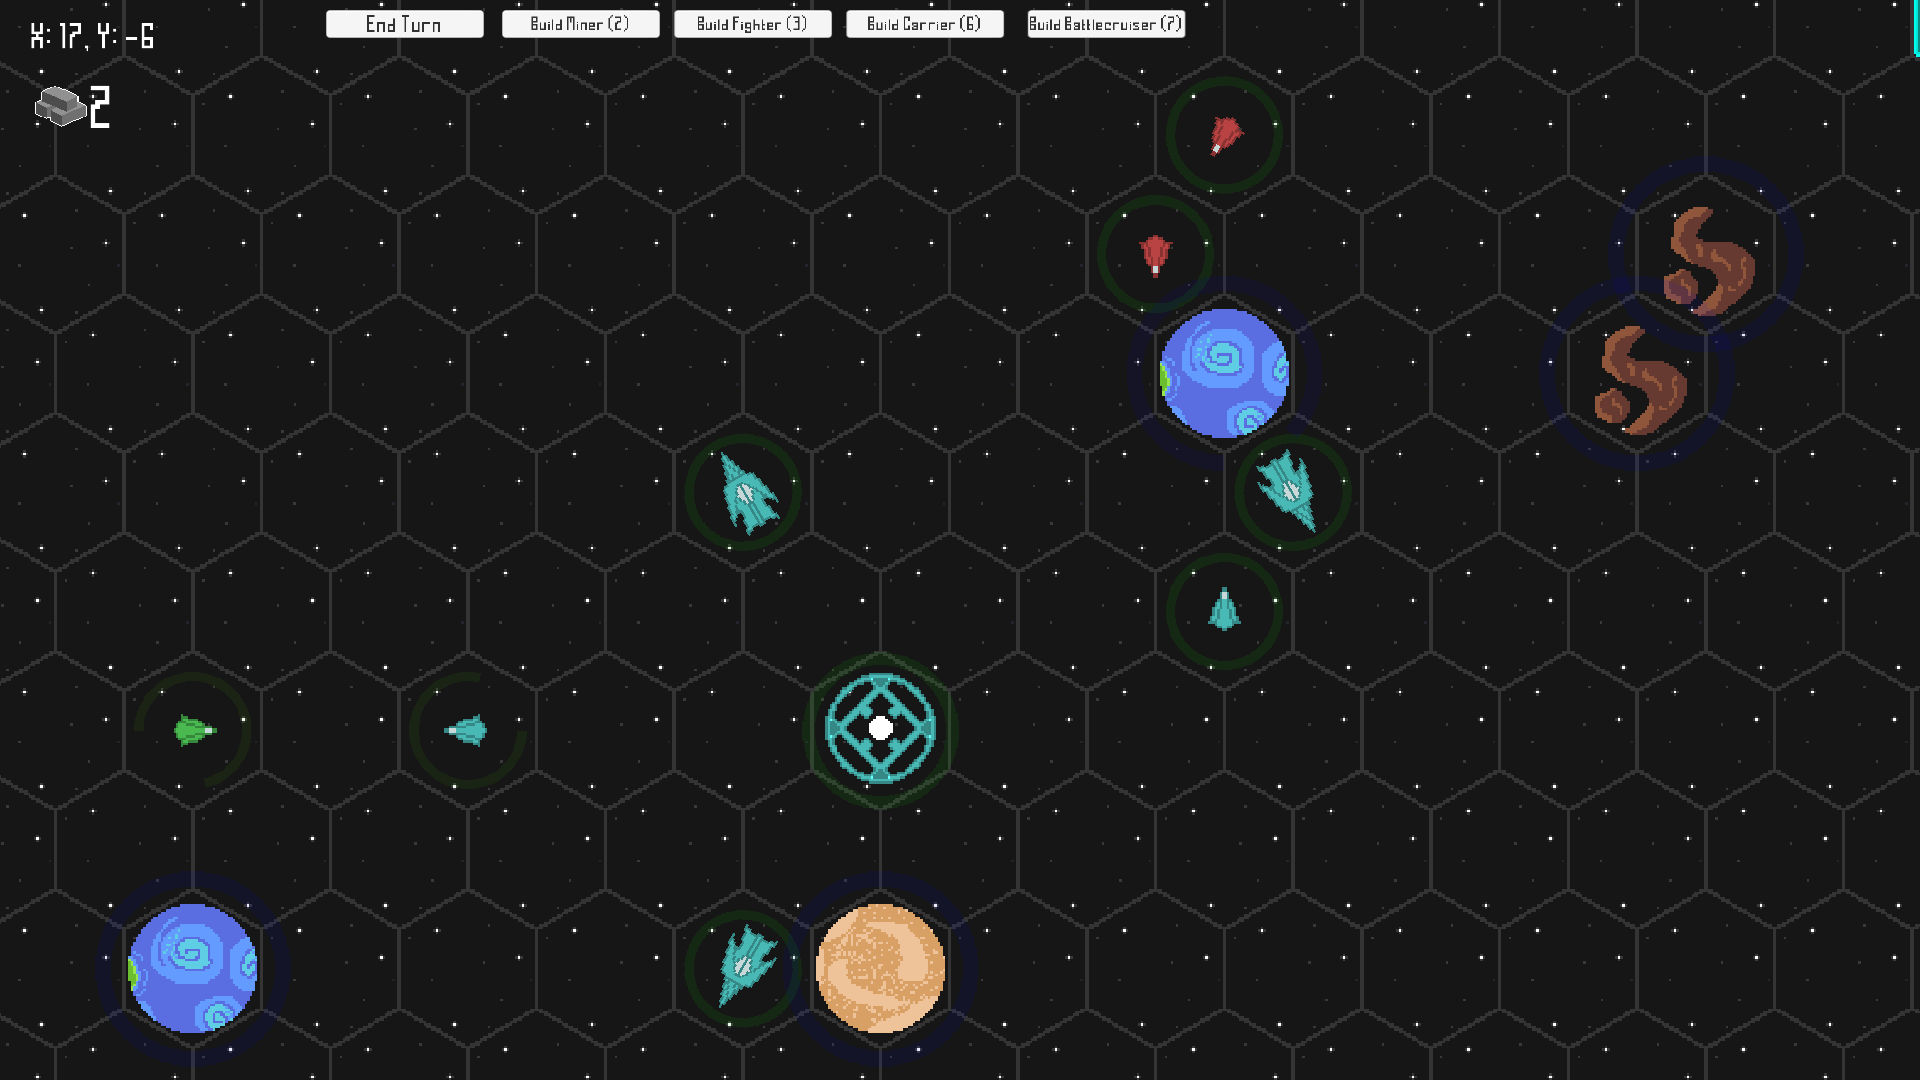 X: 17, Y: -6
End Turn
Build Miner (2)
Build Fighter (3)
Build Carrier (6)
Build Battlecruiser (7)
2